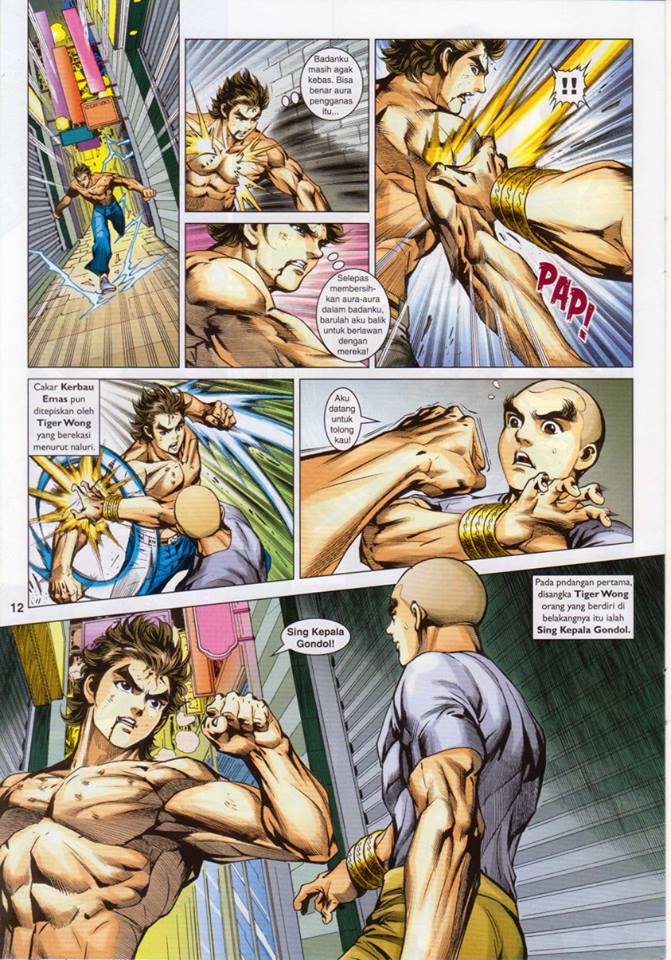 Badanku
masih agak
kebas. Bisa
benar aura
pengganas
itu...
!!
Selepas
membersih-
kan aura-aura
dalam badanku,
barulah aku balik
untuk berlawan
dengan
mereka!
PAP!
Cakar Kerbau
Emas pun
ditepiskan oleh
Tiger Wong
yang berekasi
menurut naluri.
Aku
datang
untuk
tolong
kau!
12
Pada pndangan pertama,
disangka Tiger Wong
orang yang berdiri di
belakangnya itu ialah
Sing Kepala Gondol.
Sing Kepala
Gondol!